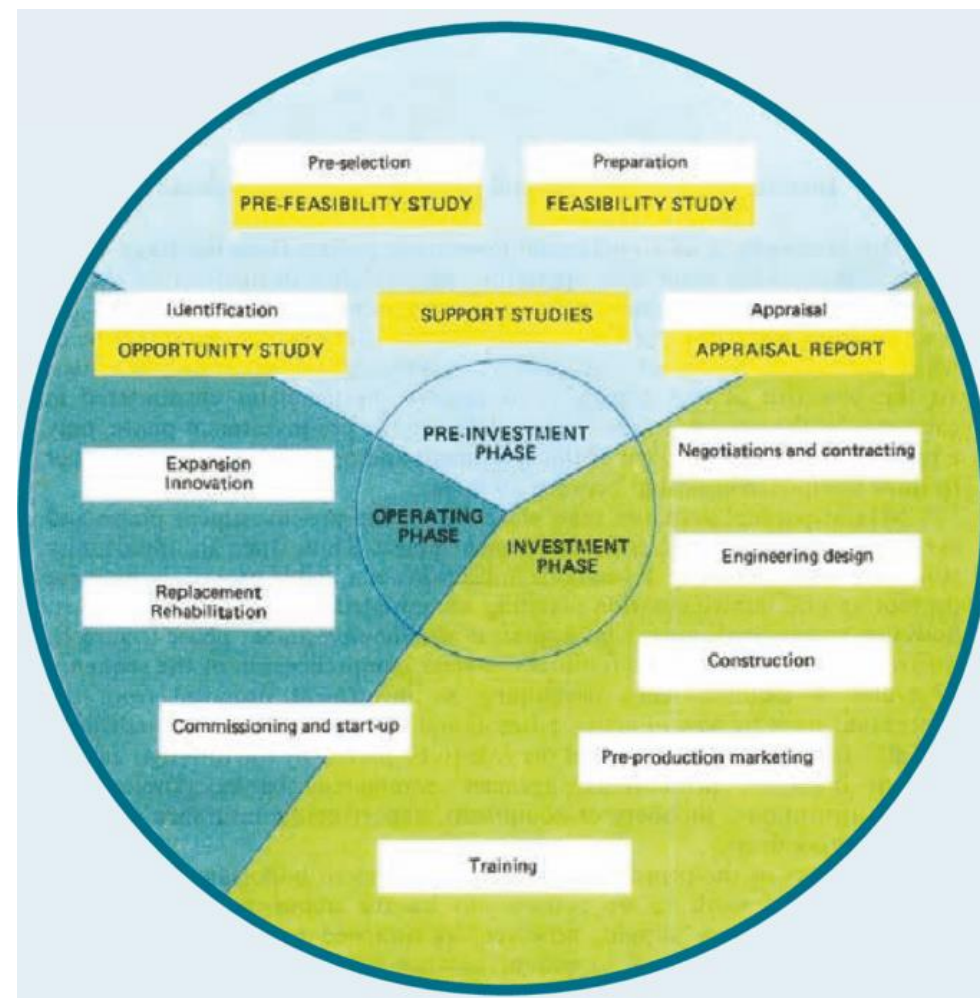 Pre-selection
PRE-FEASIBILITY STUDY
Preparation
FEASIBILITY STUDY
Identification
OPPORTUNITY STUDY
SUPPORT STUDIES
Appraisal
APPRAISAL REPORT
PRE-INVESTMENT
PHASE
OPERATING
PHASE
INVESTMENT
PHASE
Expansion
Innovation
Replacement
Rehabilitation
Commissioning and start-up
Negotiations and contracting
Engineering design
Construction
Pre-production marketing
Training